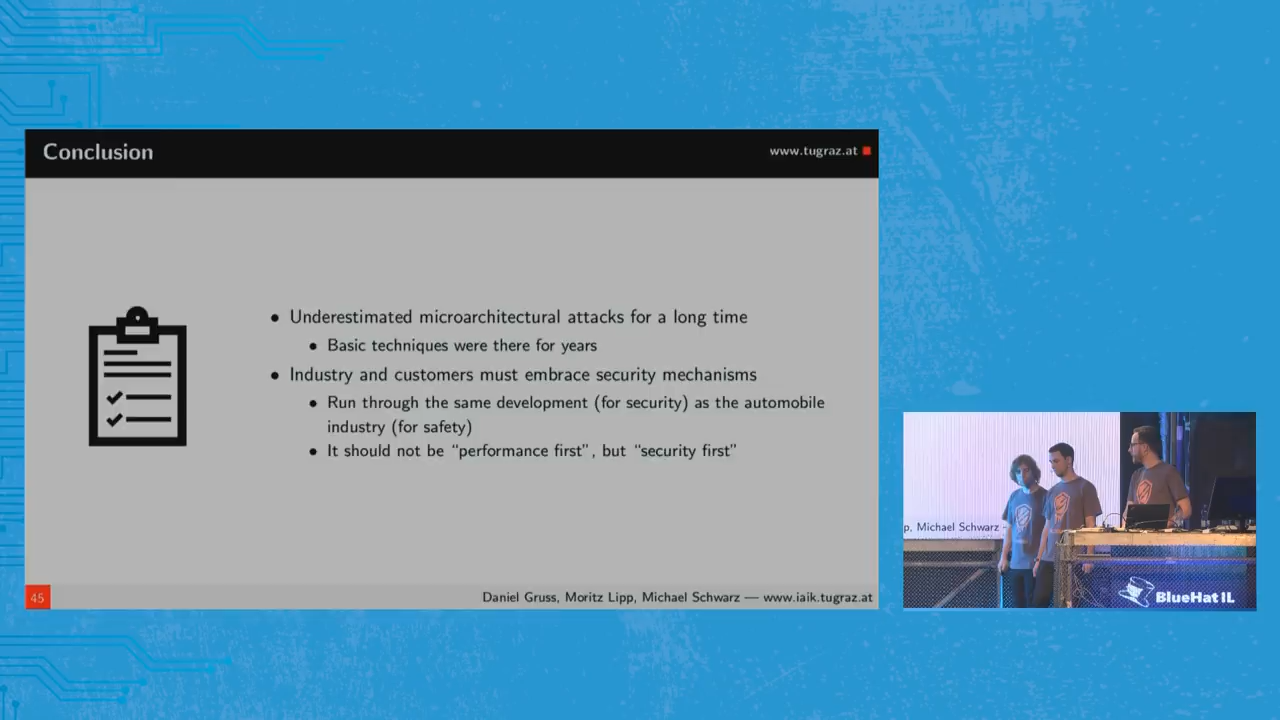 Conclusion
www.tugraz.at
• Underestimated microarchitectural attacks for a long time
• Basic techniques were there for years
• Industry and customers must embrace security mechanisms
• Run through the same development (for security) as the automobile
industry (for safety)
• It should not be “performance first”, but “security first”
45
Daniel Gruss, Moritz Lipp, Michael Schwarz — www.iaik.tugraz.at
p, Michael Schwarz
BlueHat IL